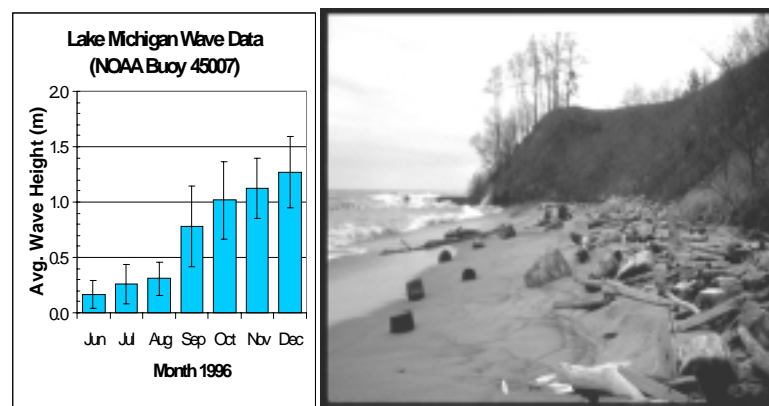 Lake Michigan Wave Data
(NOAA Buoy 45007)
Avg. Wave Height (m)
2.0
1.5
1.0
0.5
0.0
Jun Jul Aug Sep Oct Nov Dec
Month 1996